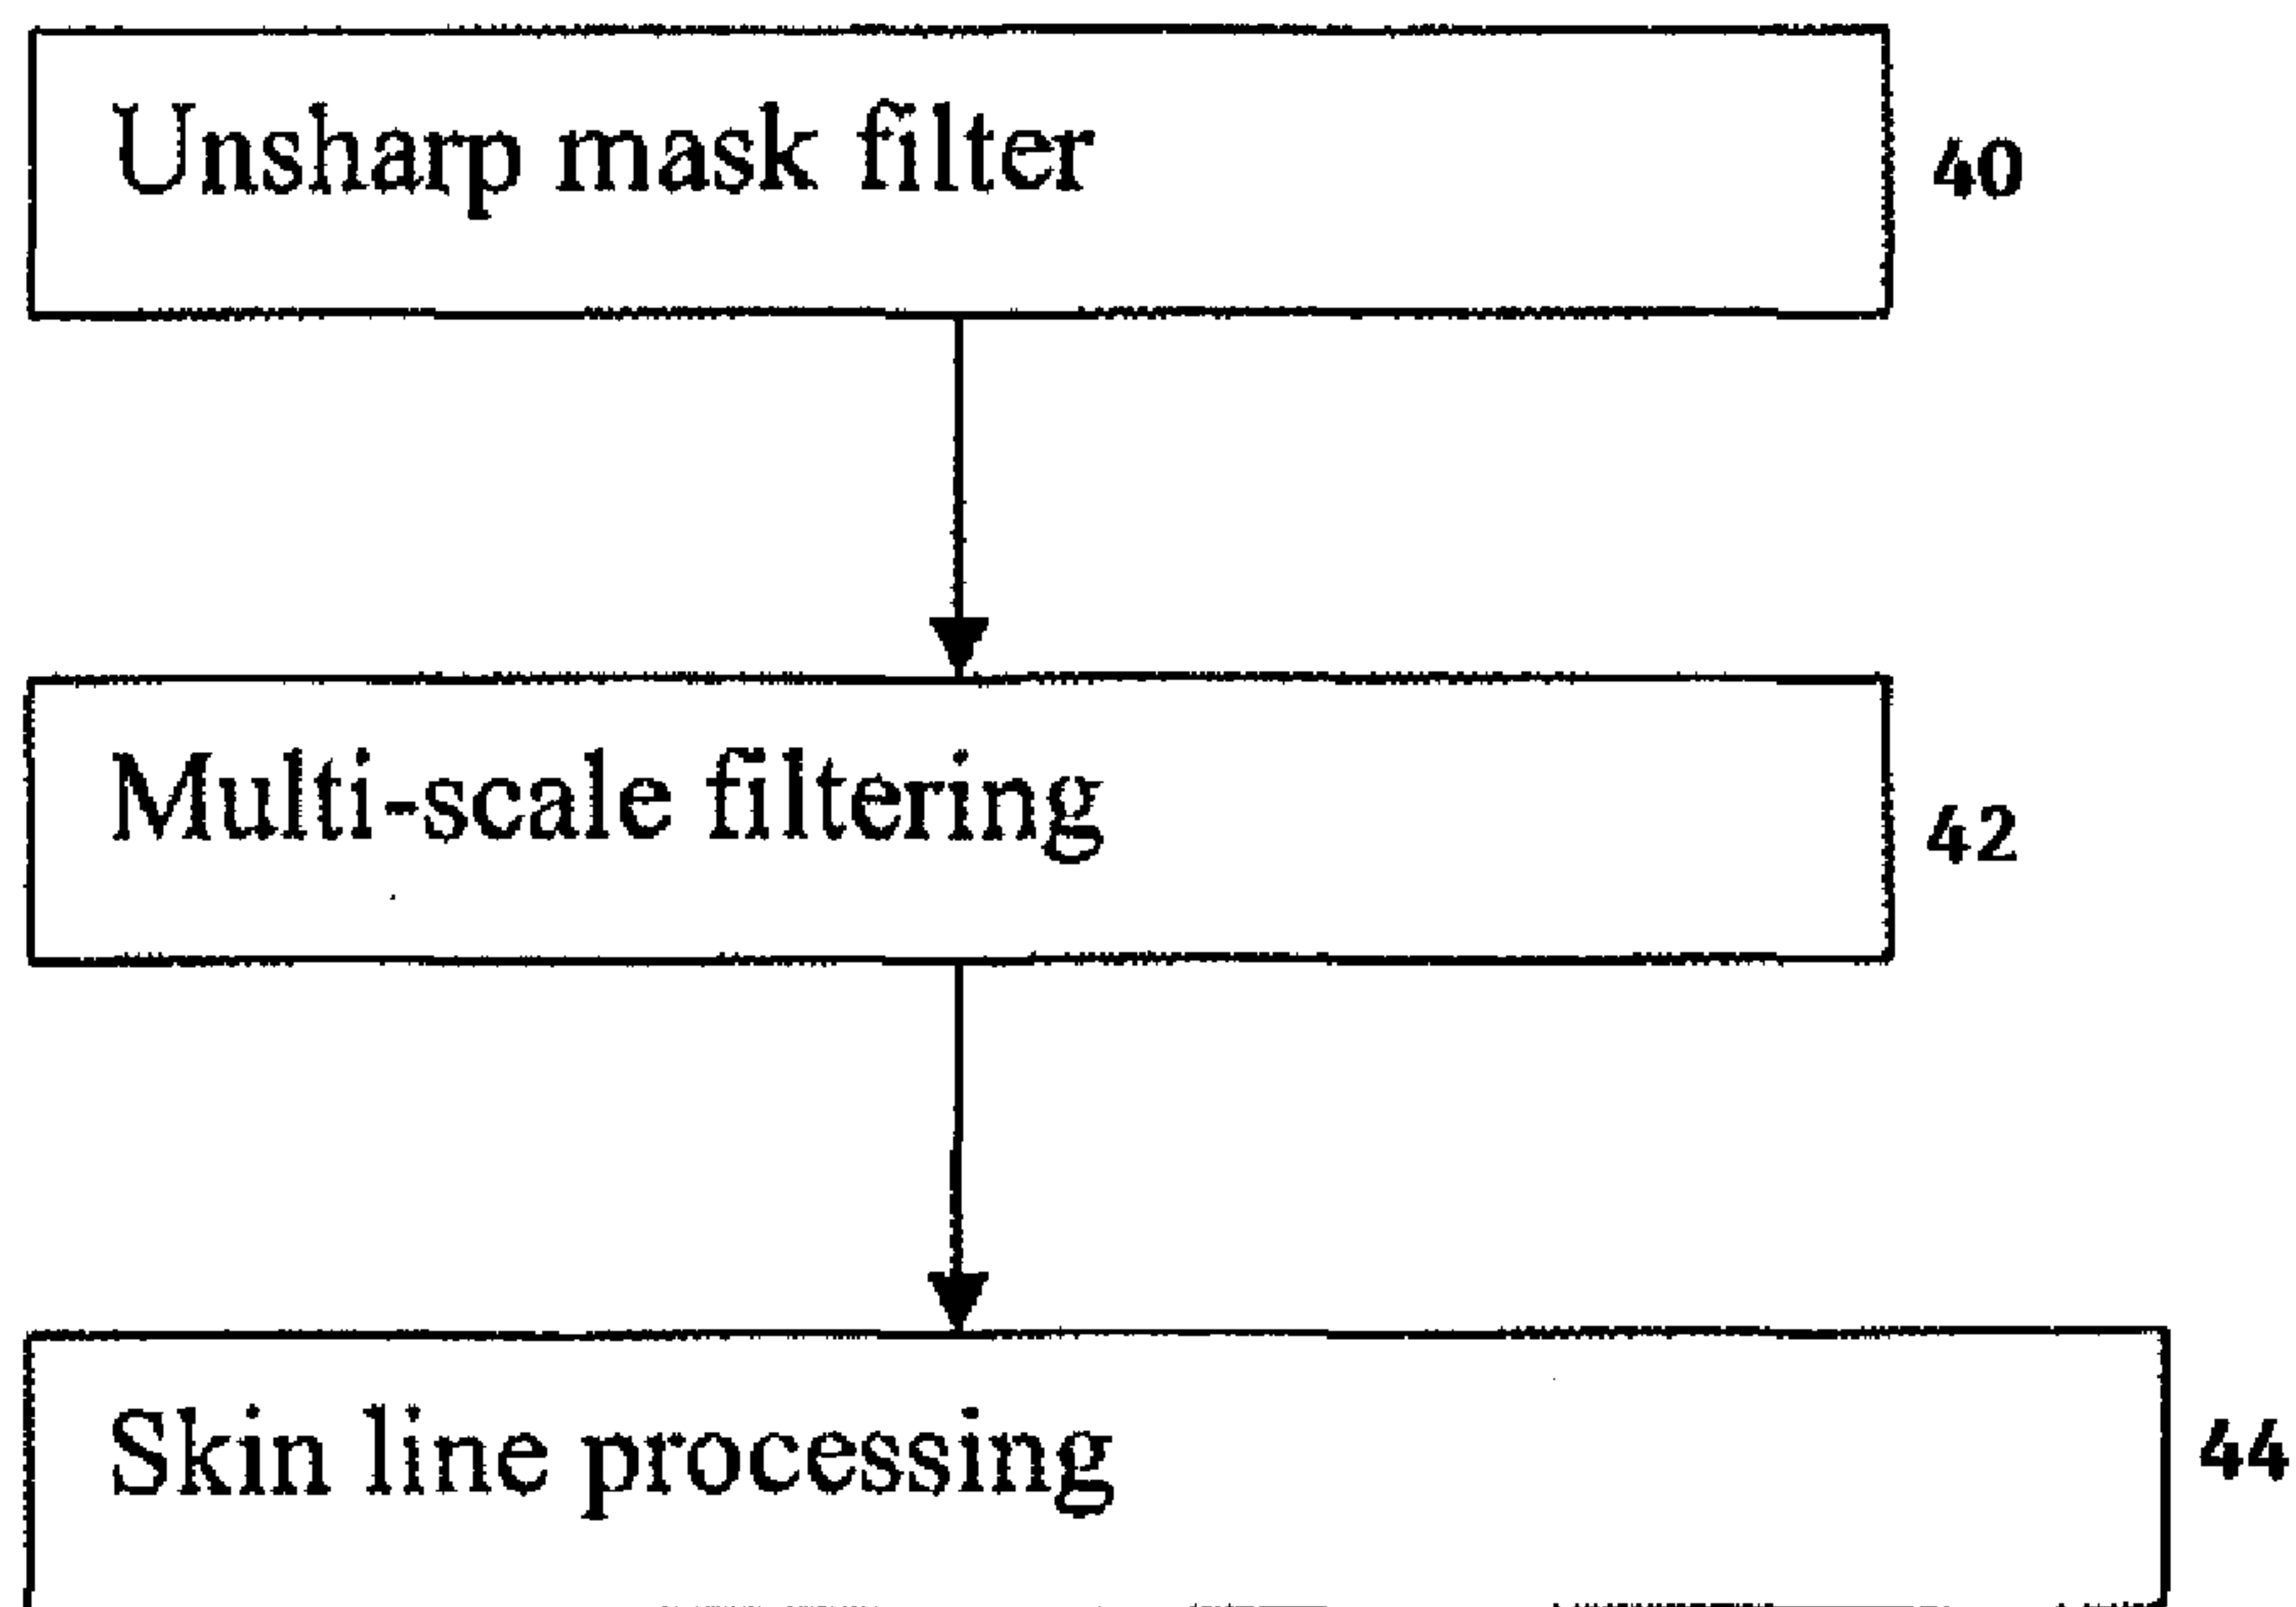 Unsharp mask filter
40
Multi-scale filtering
42
Skin line processing
44